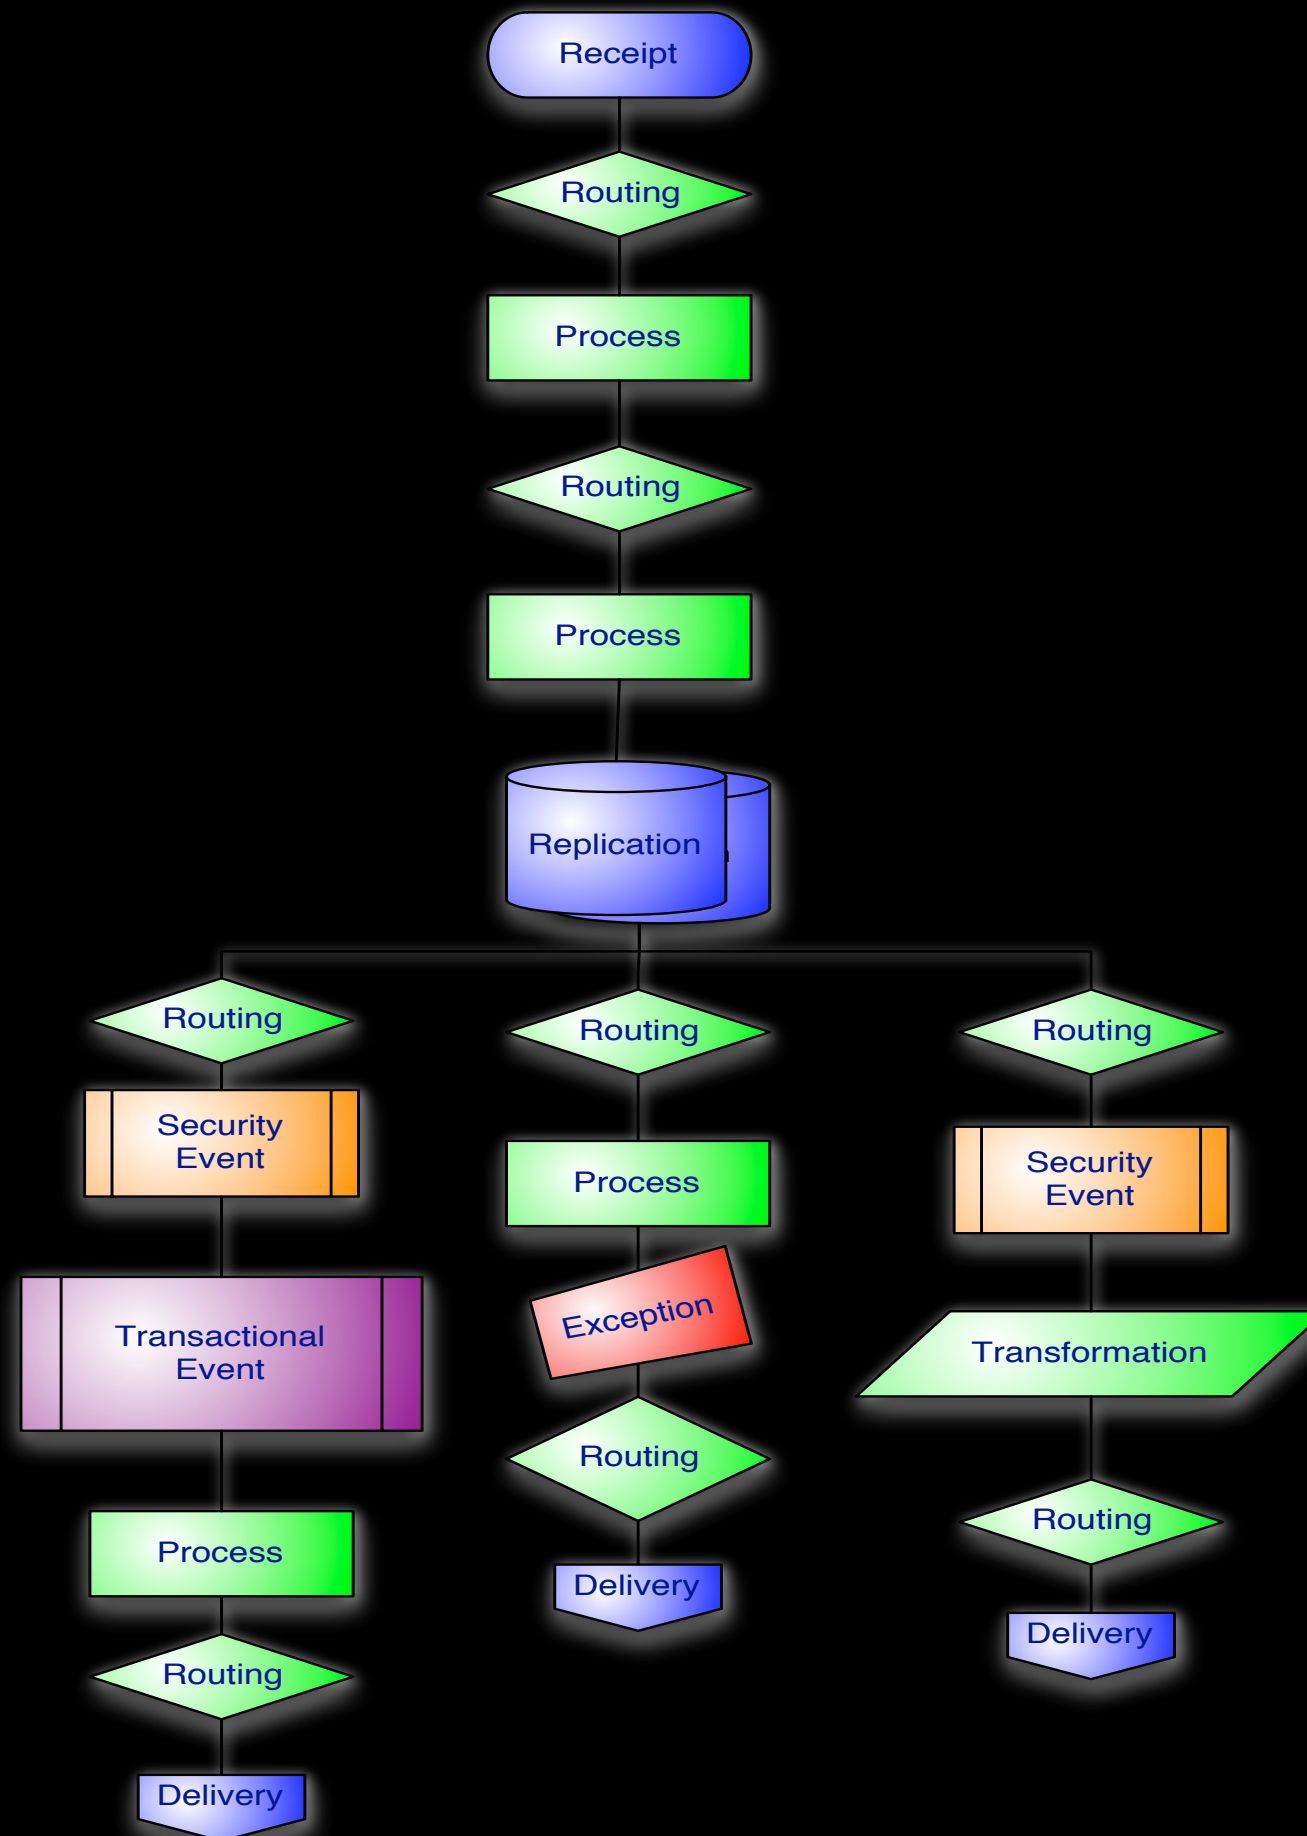 Receipt
Routing
Process
Routing
Process
Replication
Routing
Security
Event
Transactional
Event
Process
Routing
Delivery
Routing
Process
Exception
Routing
Delivery
Routing
Security
Event
Transformation
Routing
Delivery